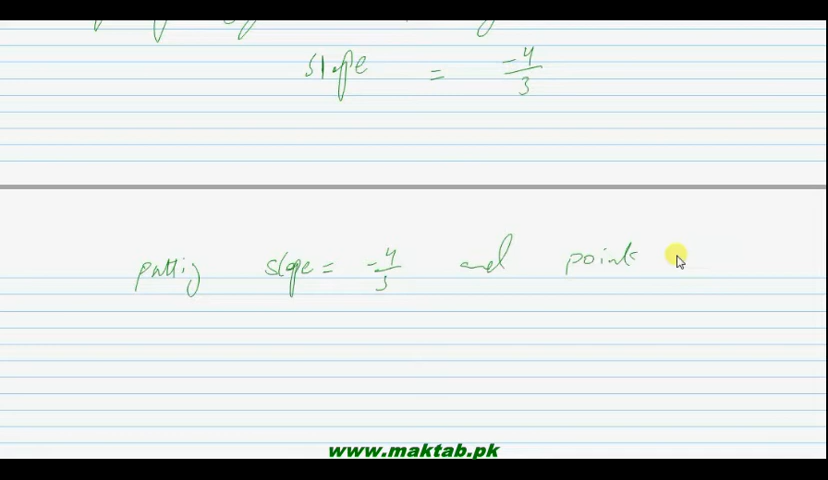 slope = -4/3
putting slope = -4/3 and point
www.maktab.pk